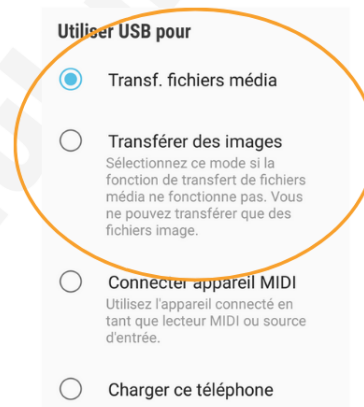 Utiliser USB pour
Transf. fichiers média
Transférer des images
Sélectionnez ce mode si la
fonction de transfert de fichiers
média ne fonctionne pas. Vous
ne pouvez transférer que des
fichiers image.
Connecter appareil MIDI
Utilisez l'appareil connecté en
tant que lecteur MIDI ou source
d'entrée.
Charger ce téléphone